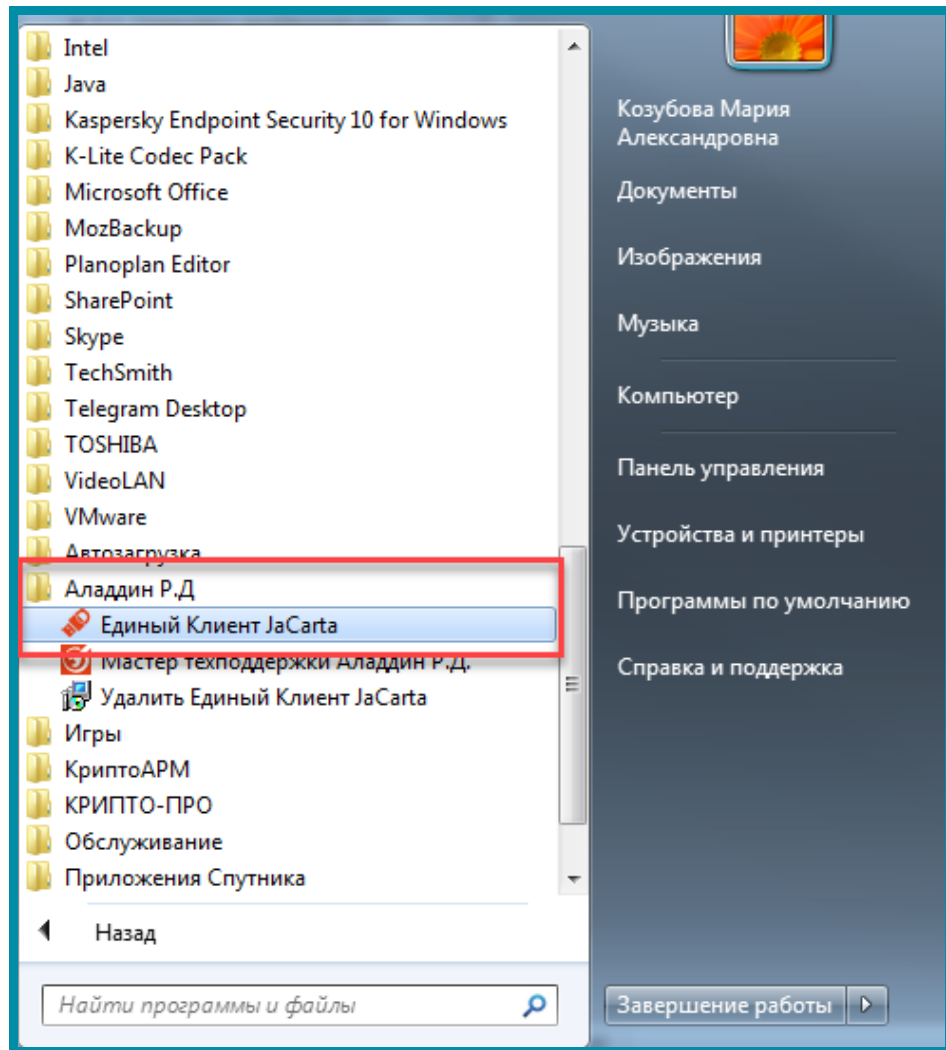 Intel
Java
Kaspersky Endpoint Security 10 for Windows
K-Lite Codec Pack
Microsoft Office
MozBackup
Planoplan Editor
SharePoint
Skype
TechSmith
Telegram Desktop
TOSHIBA
VideoLAN
VMware
Автозагрузка
Аладдин Р.Д
Единый Клиент JaCarta
Мастер техподдержки Аладдин Р.Д.
Удалить Единый Клиент JaCarta
Игры
КриптоАРМ
КРИПТО-ПРО
Обслуживание
Приложения Спутника
Назад
Найти программы и файлы
Козубова Мария
Александровна
Документы
Изображения
Музыка
Компьютер
Панель управления
Устройства и принтеры
Программы по умолчанию
Справка и поддержка
Завершение работы